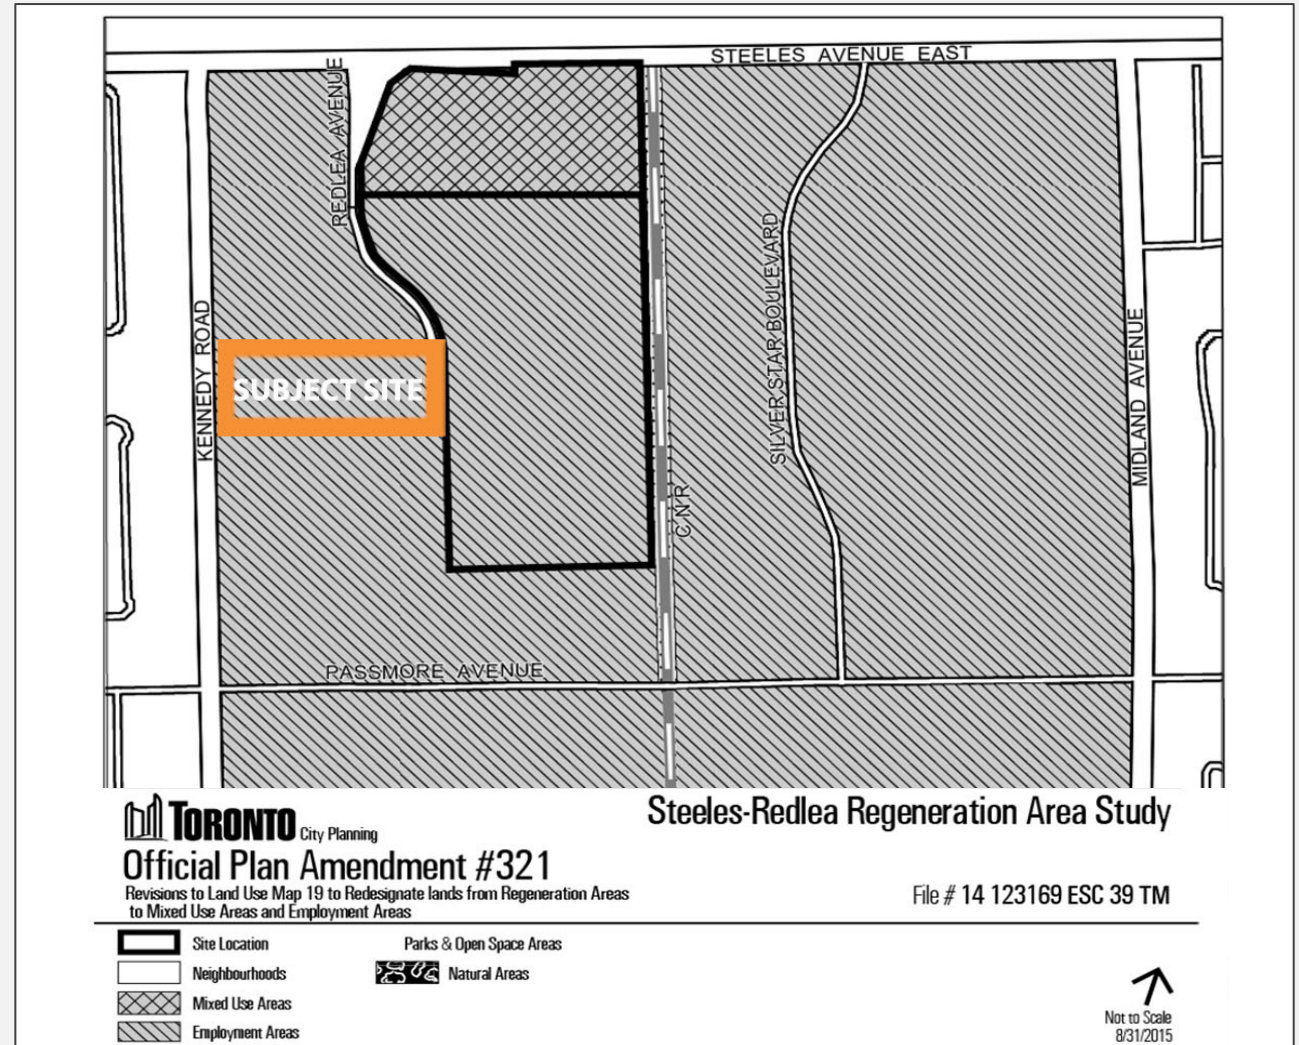 STEELES AVENUE EAST
REDLEA AVENUE
KENNEDY ROAD
SUBJECT SITE
SILVER STAR BOULEVARD
MIDLAND AVENUE
C N R
PASSMORE AVENUE
TORONTO City Planning
Steeles-Redlea Regeneration Area Study
Official Plan Amendment #321
Revisions to Land Use Map 19 to Redesignate lands from Regeneration Areas
to Mixed Use Areas and Employment Areas
File # 14 123169 ESC 39 TM
Site Location
Neighbourhoods
Mixed Use Areas
Employment Areas
Parks & Open Space Areas
Natural Areas
Not to Scale
8/31/2015